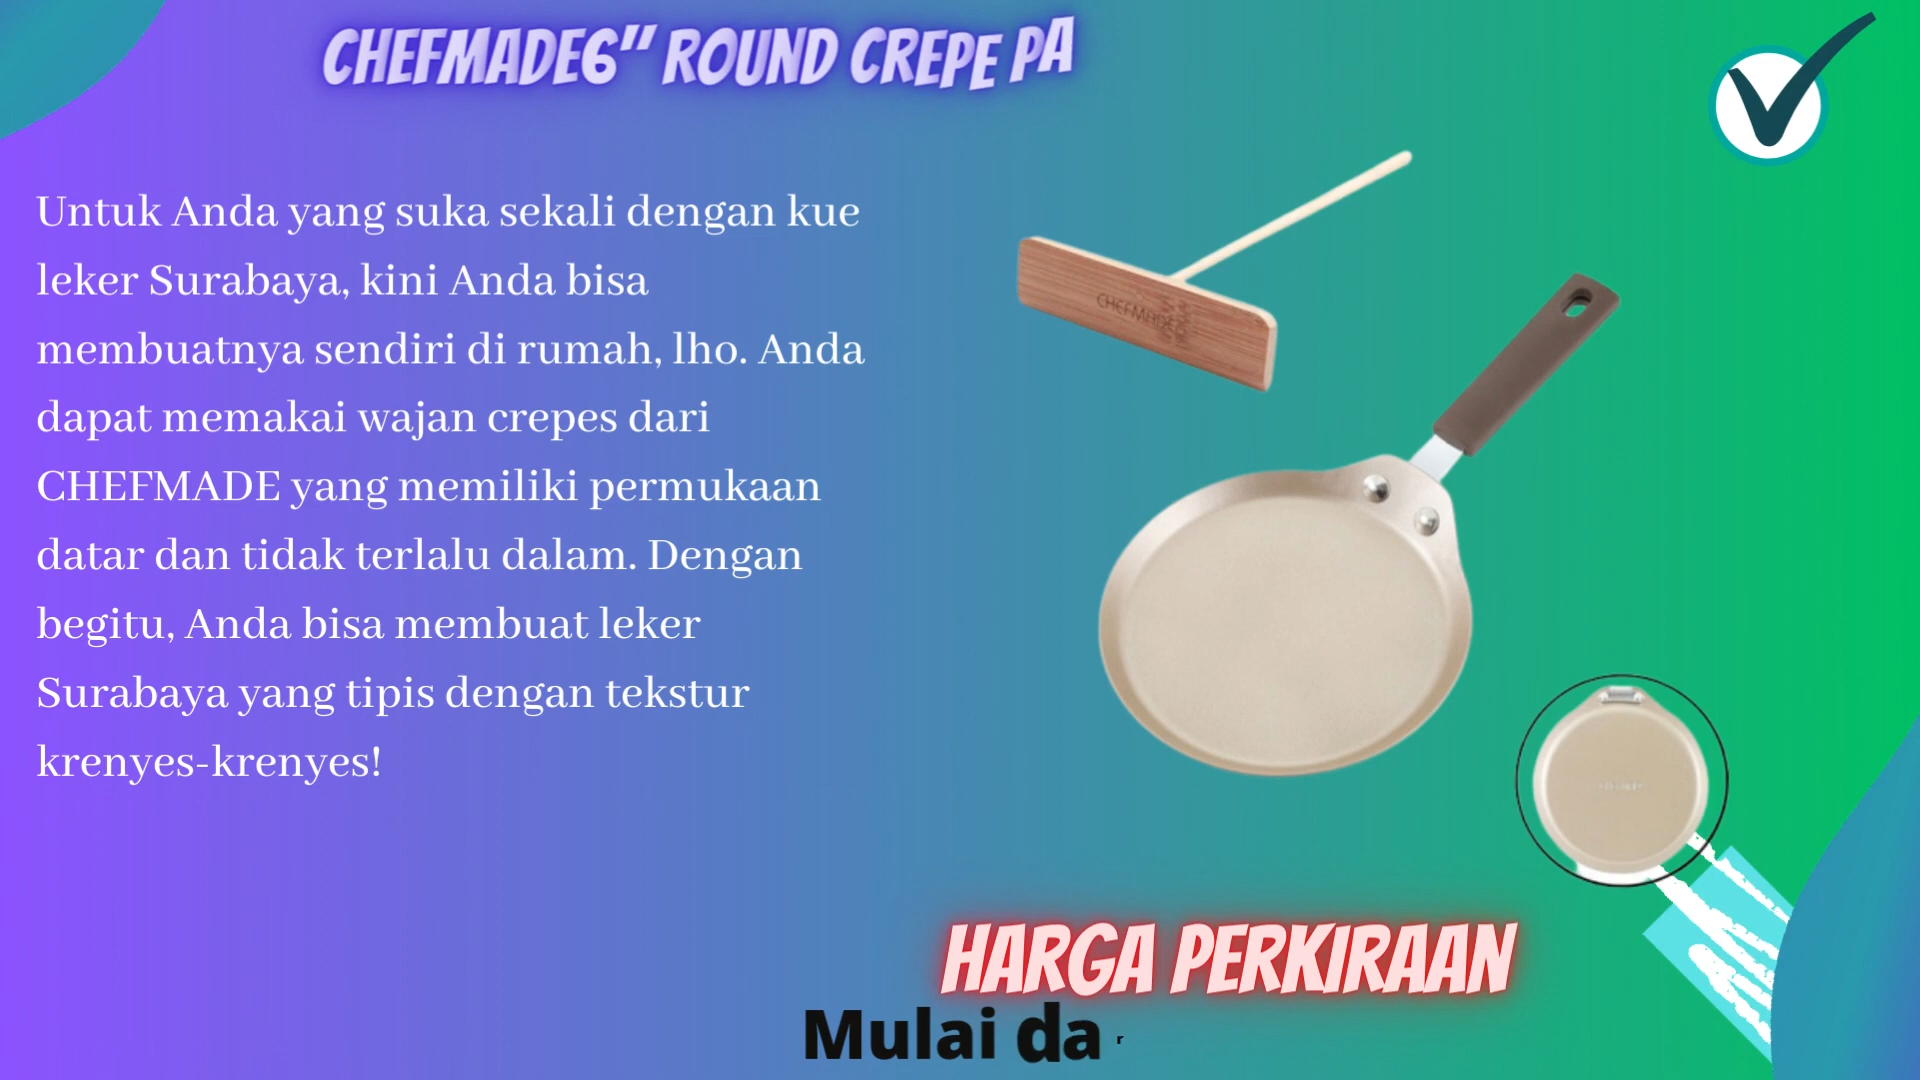 CHEFMADE6″ ROUND CREPE PA
Untuk Anda yang suka sekali dengan kue
leker Surabaya, kini Anda bisa
membuatnya sendiri di rumah, lho. Anda
dapat memakai wajan crepes dari
CHEFMADE yang memiliki permukaan
datar dan tidak terlalu dalam. Dengan
begitu, Anda bisa membuat leker
Surabaya yang tipis dengan tekstur
krenyes-krenyes!
CHEFMADE
HARGA PERKIRAAN
Mulai dar